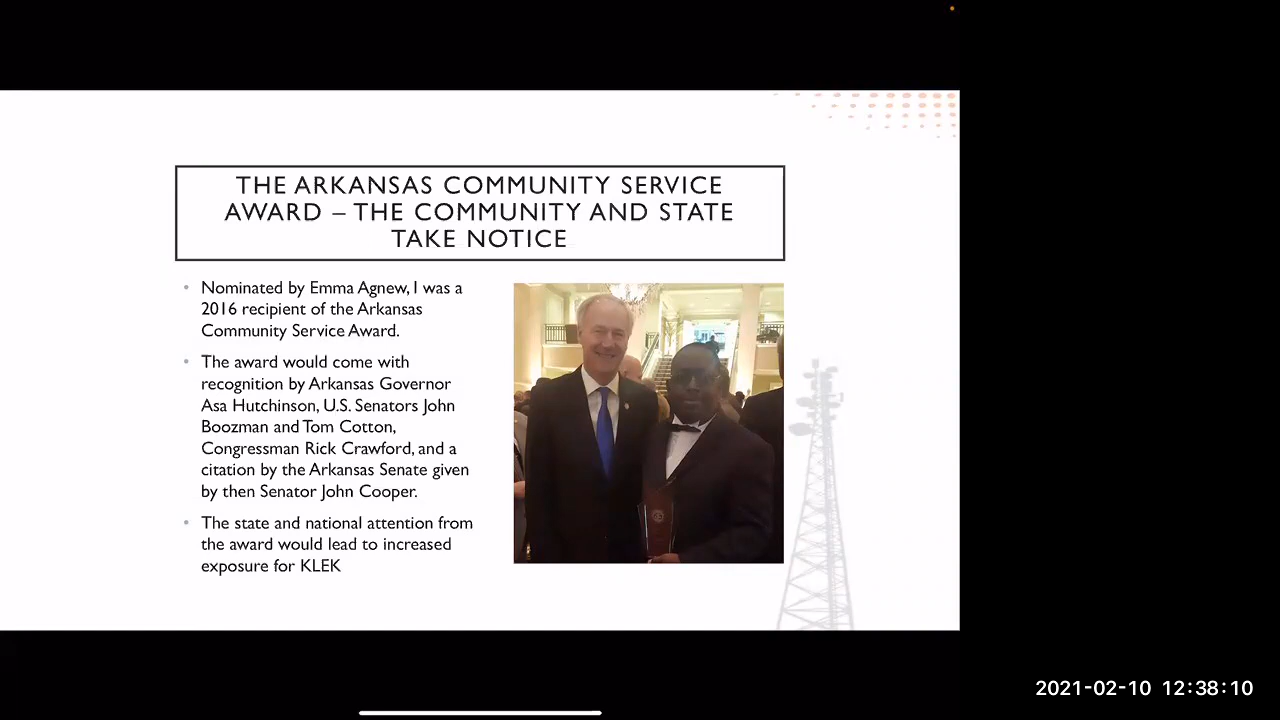 THE ARKANSAS COMMUNITY SERVICE
AWARD – THE COMMUNITY AND STATE
TAKE NOTICE
• Nominated by Emma Agnew, I was a
2016 recipient of the Arkansas
Community Service Award.
• The award would come with
recognition by Arkansas Governor
Asa Hutchinson, U.S. Senators John
Boozman and Tom Cotton,
Congressman Rick Crawford, and a
citation by the Arkansas Senate given
by then Senator John Cooper.
• The state and national attention from
the award would lead to increased
exposure for KLEK
2021-02-10 12:38:10